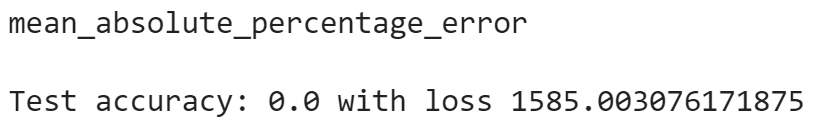 mean_absolute_percentage_error
Test accuracy: 0.0 with loss 1585.003076171875